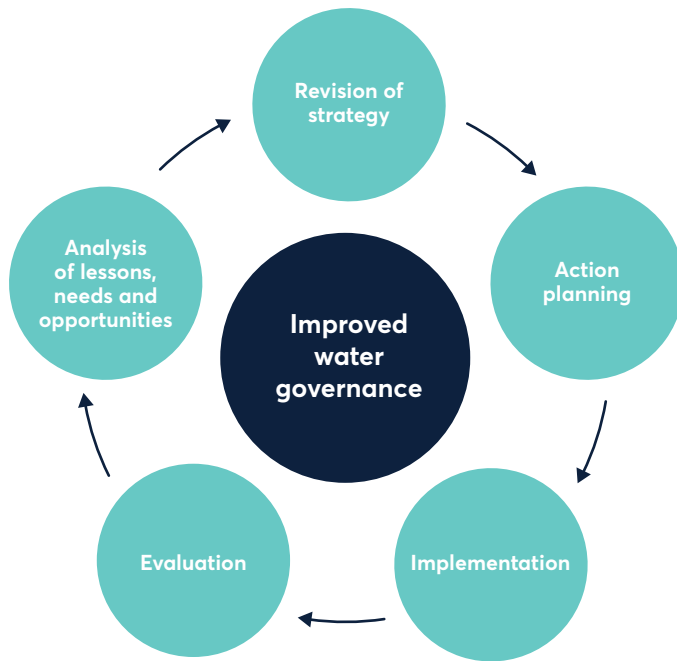 Revision of
strategy
Action
planning
Implementation
Evaluation
Analysis
of lessons,
needs and
opportunities
Improved
water
governance